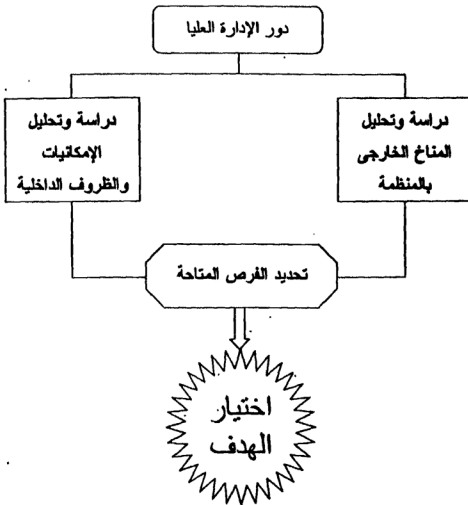 دور الإدارة العليا
دراسة وتحليل
المناخ الخارجى
بالمنظمة
دراسة وتحليل
الإمكانيات
والظروف الداخلية
تحديد الفرص المتاحة
اختيار
الهدف